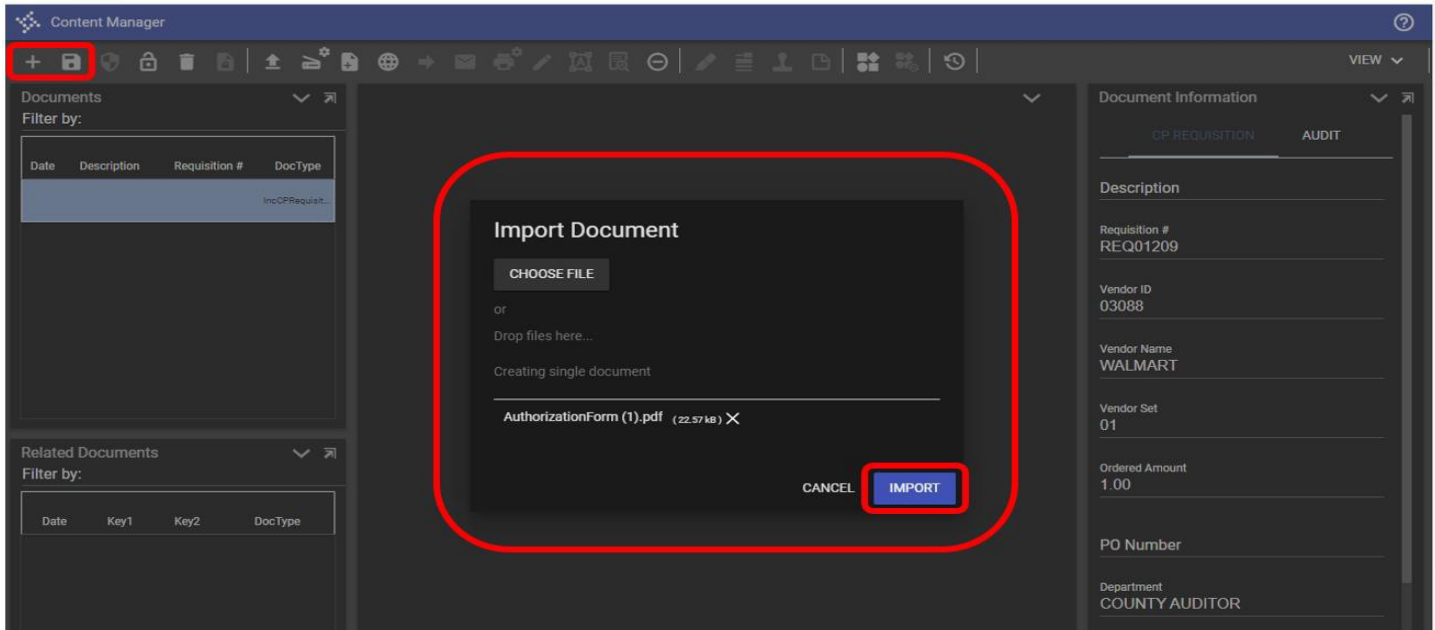 Content Manager
VIEW
Documents
Filter by:
Date Description Requisition # DocType
IncCPRequisit...
Related Documents
Filter by:
Date Key1 Key2 DocType
Import Document
CHOOSE FILE
or
Drop files here...
Creating single document
AuthorizationForm (1).pdf (22.57 kB)
CANCEL IMPORT
Document Information
CP REQUISITION AUDIT
Description
Requisition #
REQ01209
Vendor ID
03088
Vendor Name
WALMART
Vendor Set
01
Ordered Amount
1.00
PO Number
Department
COUNTY AUDITOR